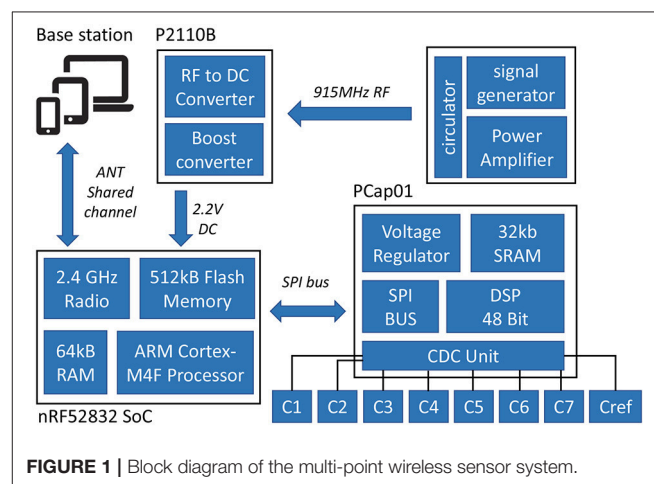 Base station
P2110B
RF to DC
Converter
Boost
converter
915MHz RF
circulator
signal
generator
Power
Amplifier
ANT
Shared
channel
2.2V
DC
PCap01
Voltage
Regulator
32kb
SRAM
SPI
BUS
DSP
48 Bit
CDC Unit
SPI bus
2.4 GHz
Radio
512kB Flash
Memory
64kB
RAM
ARM Cortex-
M4F Processor
nRF52832 SoC
C1 C2 C3 C4 C5 C6 C7 Cref
FIGURE 1 | Block diagram of the multi-point wireless sensor system.